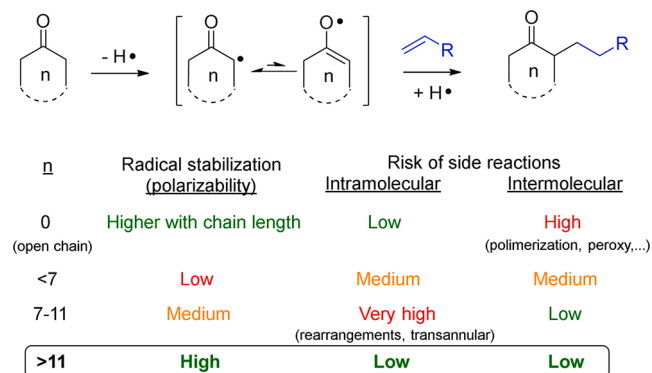 O
n
- H•
O
n
•
O•
n
R
+ H•
O
n
R
n
Radical stabilization
(polarizability)
Risk of side reactions
Intramolecular
Intermolecular
0
(open chain)
Higher with chain length
Low
High
(polimerization, peroxy,...)
<7
Low
Medium
Medium
7-11
Medium
Very high
(rearrangements, transannular)
Low
>11
High
Low
Low